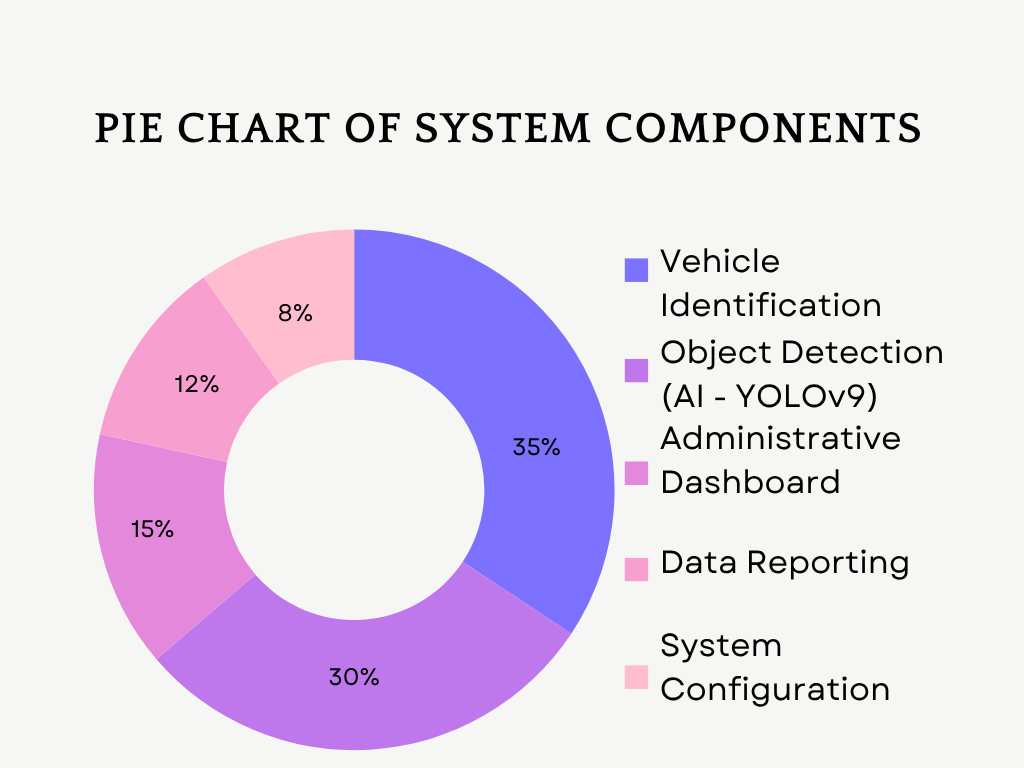 PIE CHART OF SYSTEM COMPONENTS
8%
12%
35%
15%
30%
Vehicle
Identification
Object Detection
(AI - YOLOv9)
Administrative
Dashboard
Data Reporting
System
Configuration